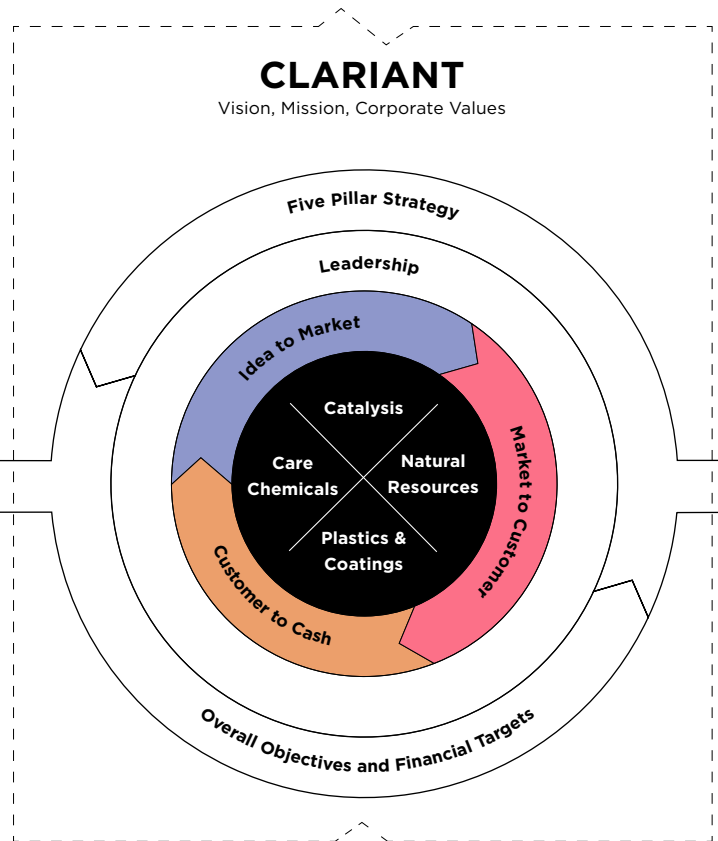 CLARIANT
Vision, Mission, Corporate Values
Five Pillar Strategy
Leadership
Idea to Market
Market to Customer
Customer to Cash
Catalysis
Care
Chemicals
Natural
Resources
Plastics &
Coatings
Overall Objectives and Financial Targets